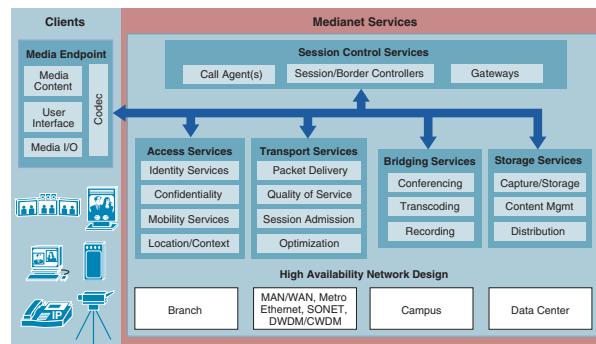 Clients
Medianet Services
Media Endpoint
Media Content
User Interface
Media I/O
Codec
Session Control Services
Call Agent(s)
Session/Border Controllers
Gateways
Access Services
Identity Services
Confidentiality
Mobility Services
Location/Context
Transport Services
Packet Delivery
Quality of Service
Session Admission
Optimization
Bridging Services
Conferencing
Transcoding
Recording
Storage Services
Capture/Storage
Content Mgmt
Distribution
IP
High Availability Network Design
Branch
MAN/WAN, Metro
Ethernet, SONET,
DWDM/CWDM
Campus
Data Center